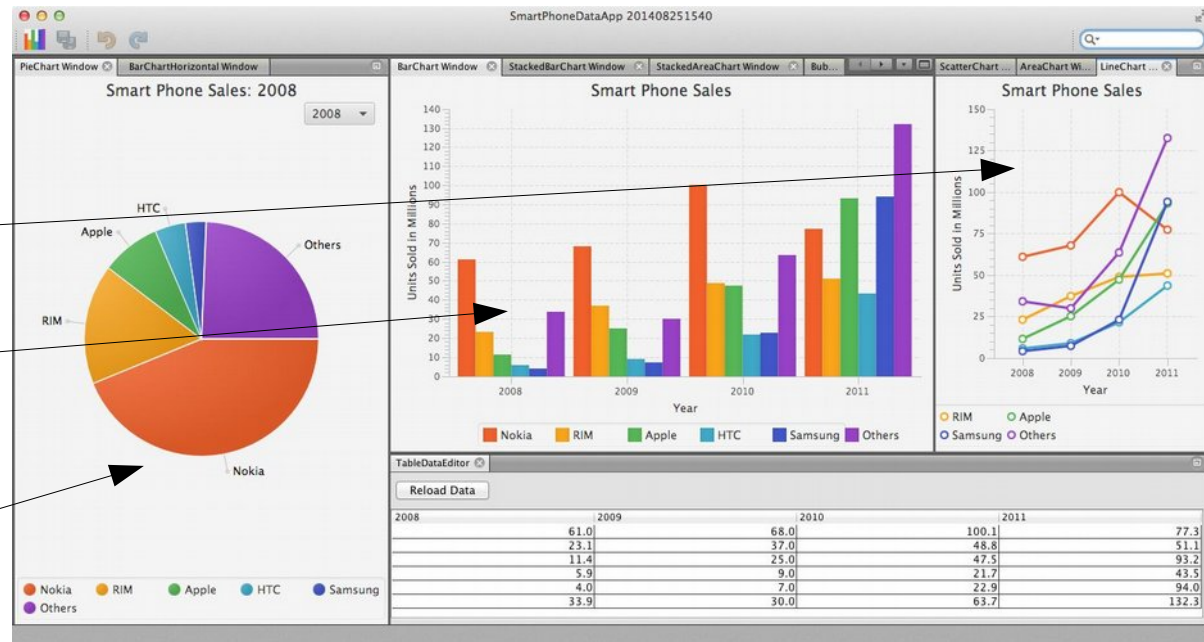 SmartPhoneDataApp 201408251540
PieChart Window
BarChartHorizontal Window
Smart Phone Sales: 2008
2008
HTC
Apple
Others
RIM
Nokia
Nokia RIM Apple HTC Samsung
Others
BarChart Window
StackedBarChart Window
StackedAreaChart Window
Bub...
Smart Phone Sales
Units Sold in Millions
140
130
120
110
100
90
80
70
60
50
40
30
20
10
0
2008 2009 2010 2011
Year
Nokia RIM Apple HTC Samsung Others
ScatterChart ...
AreaChart Wi...
LineChart ...
Smart Phone Sales
Units Sold in Millions
150
125
100
75
50
25
0
2008 2009 2010 2011
Year
RIM Apple
Samsung Others
TableDataEditor
Reload Data
2008 2009 2010 2011
61.0 68.0 100.1 77.3
23.1 37.0 48.8 51.1
11.4 25.0 47.5 93.2
5.9 9.0 21.7 43.5
4.0 7.0 22.9 94.0
33.9 30.0 63.7 132.3